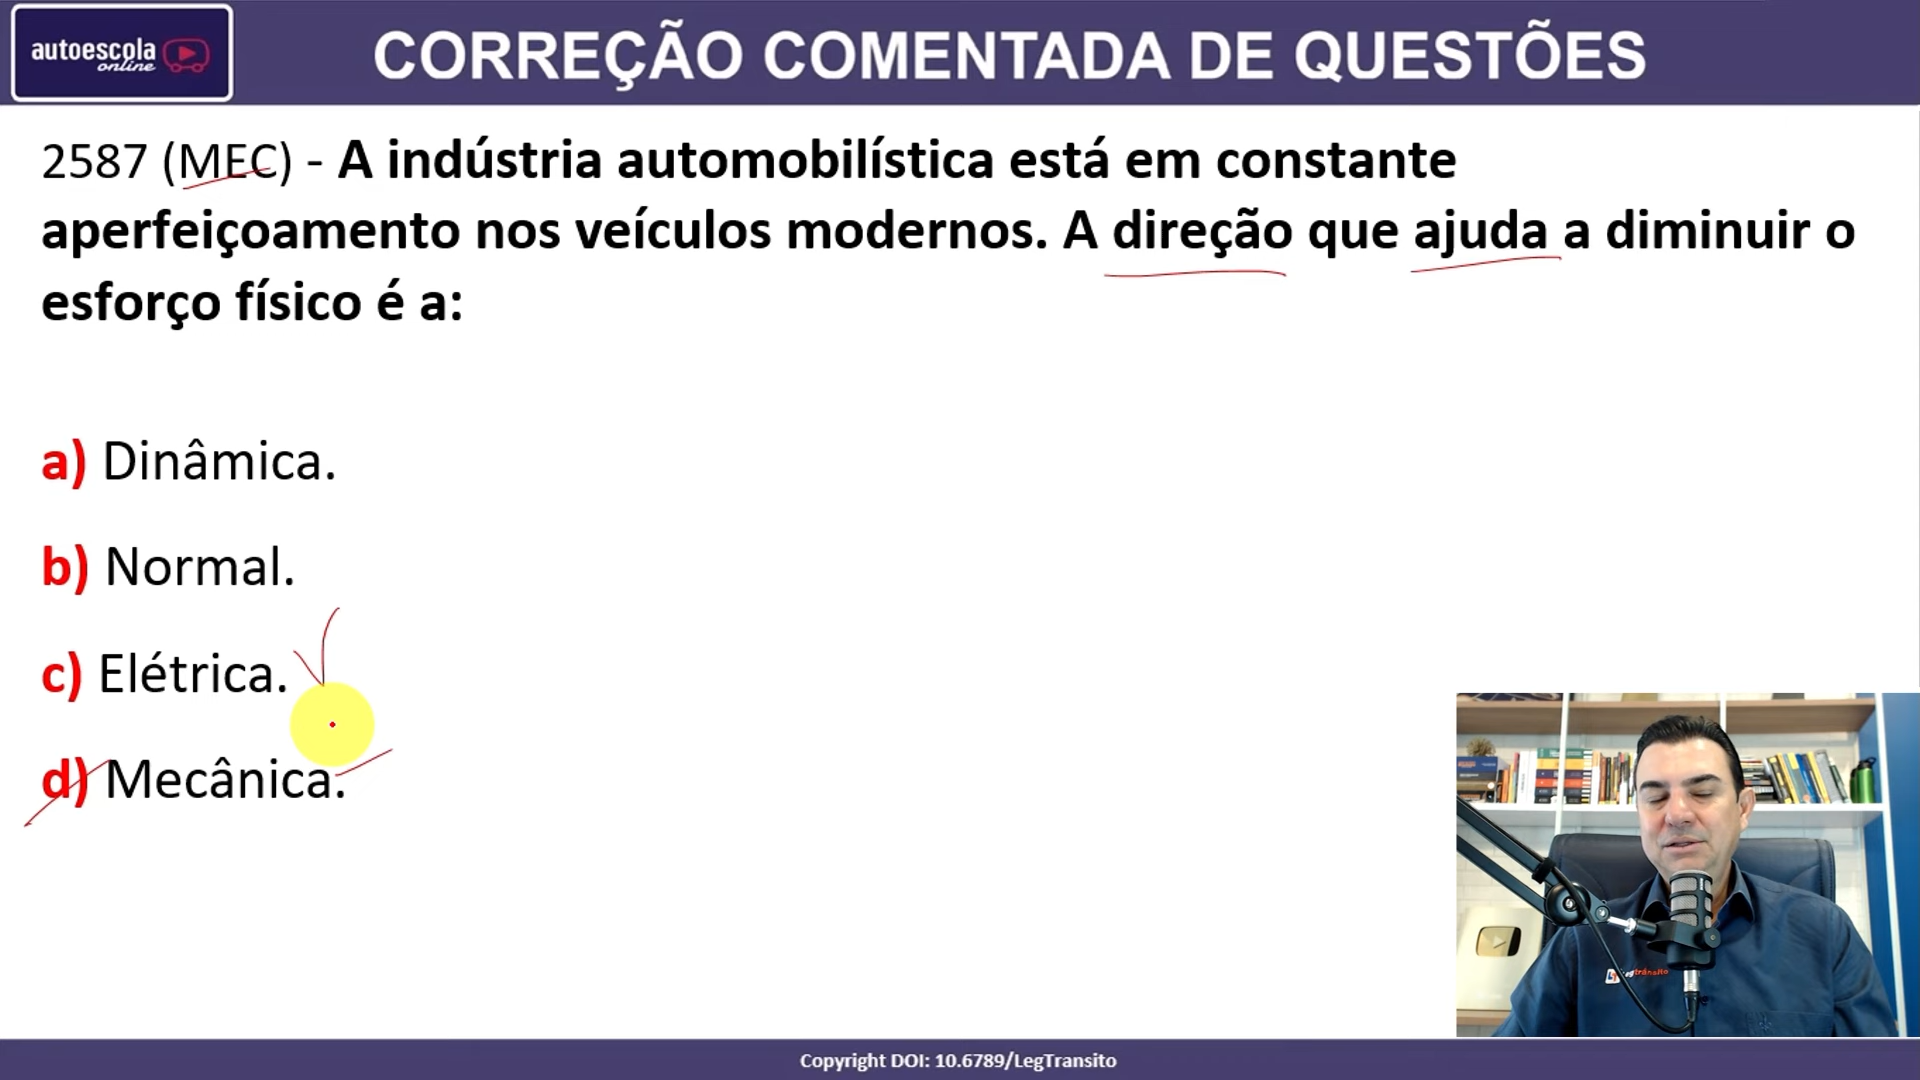 autoescola
online
CORREÇÃO COMENTADA DE QUESTÕES
2587 (MEC) - A indústria automobilística está em constante
aperfeiçoamento nos veículos modernos. A direção que ajuda a diminuir o
esforço físico é a:
a) Dinâmica.
b) Normal.
c) Elétrica.
d) Mecânica.
Legtrânsito
Copyright DOI: 10.6789/LegTransito